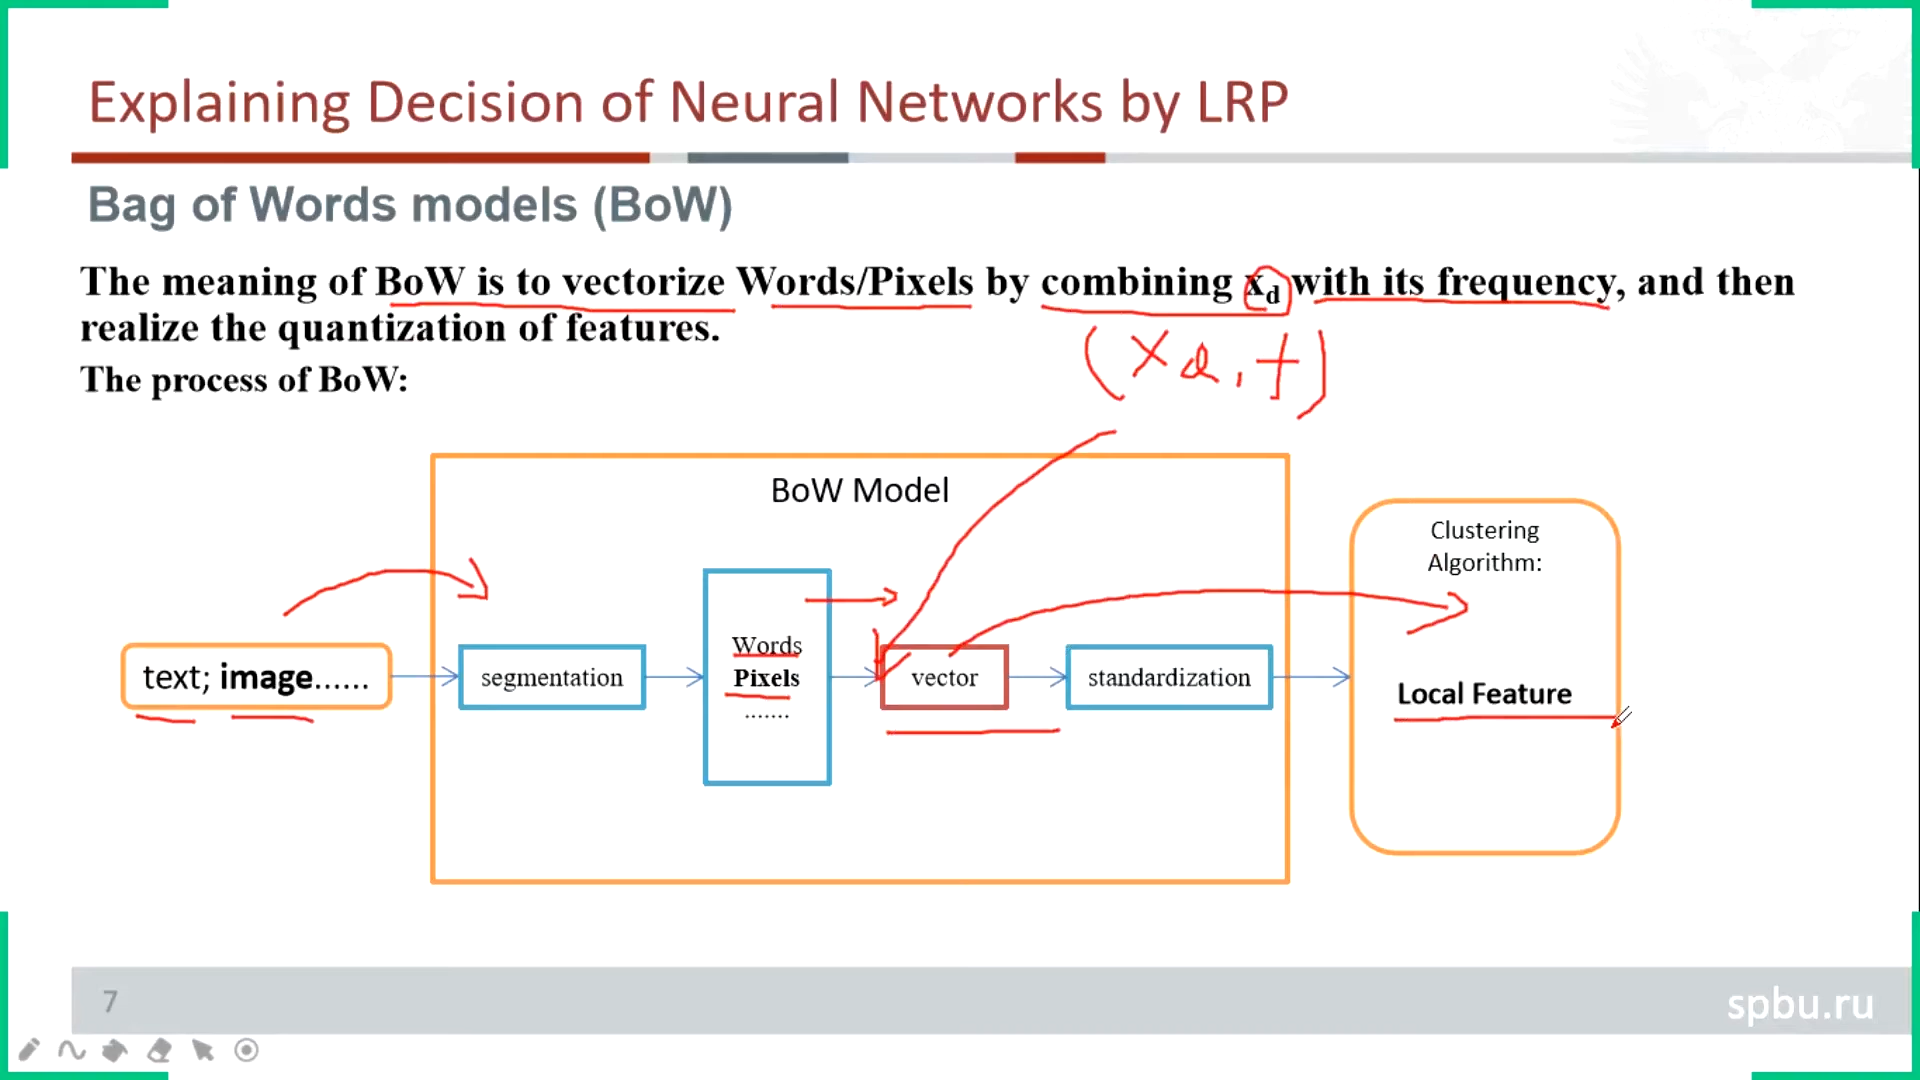 Explaining Decision of Neural Networks by LRP
Bag of Words models (BoW)
The meaning of BoW is to vectorize Words/Pixels by combining xd with its frequency, and then
realize the quantization of features.
(xd, f)
The process of BoW:
BoW Model
Clustering
Algorithm:
text; image......
segmentation
Words
Pixels
.......
vector
standardization
Local Feature
7
spbu.ru